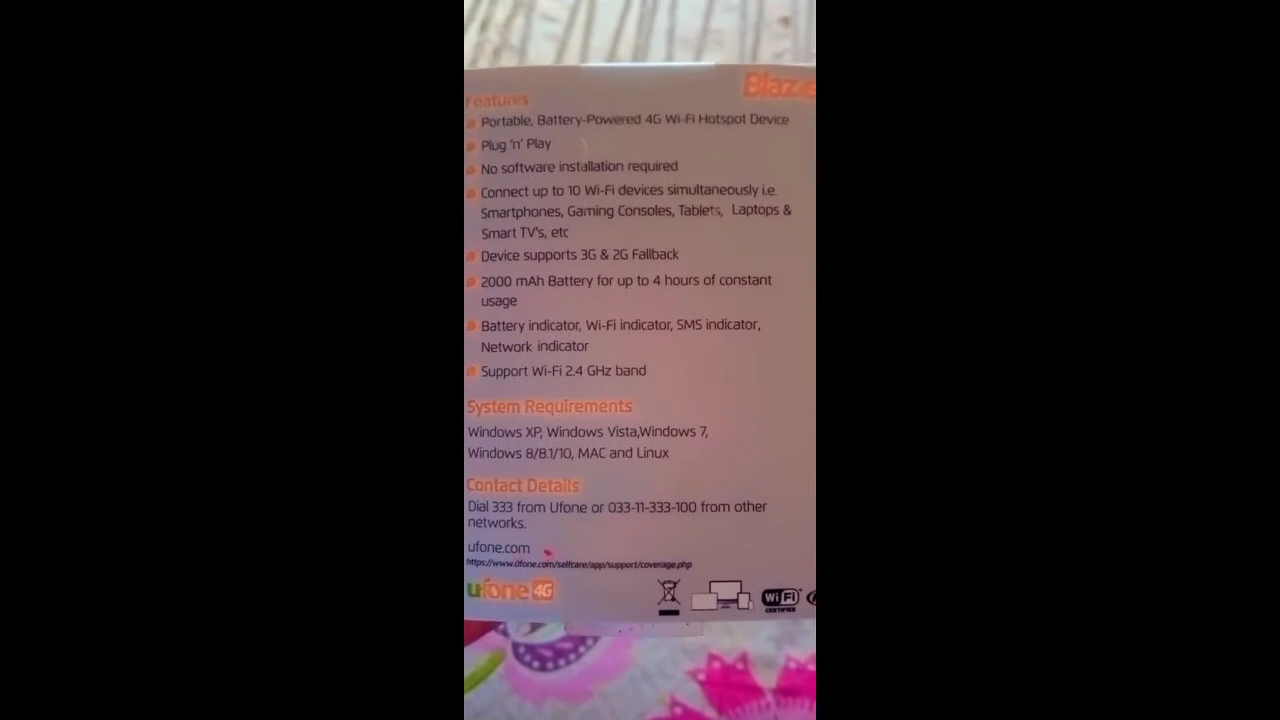 Features
Portable, Battery-Powered 4G Wi-Fi Hotspot Device
Plug 'n' Play
No software installation required
Connect up to 10 Wi-Fi devices simultaneously i.e.
Smartphones, Gaming Consoles, Tablets, Laptops &
Smart TV's, etc
Device supports 3G & 2G Fallback
2000 mAh Battery for up to 4 hours of constant
usage
Battery indicator, Wi-Fi indicator, SMS indicator,
Network indicator
Support Wi-Fi 2.4 GHz band
System Requirements
Windows XP, Windows Vista,Windows 7,
Windows 8/8.1/10, MAC and Linux
Contact Details
Dial 333 from Ufone or 033-11-333-100 from other
networks.
ufone.com
https://www.ufone.com/selfcare/app/support/coverage.php
ufone 4G
Wi Fi
CERTIFIED